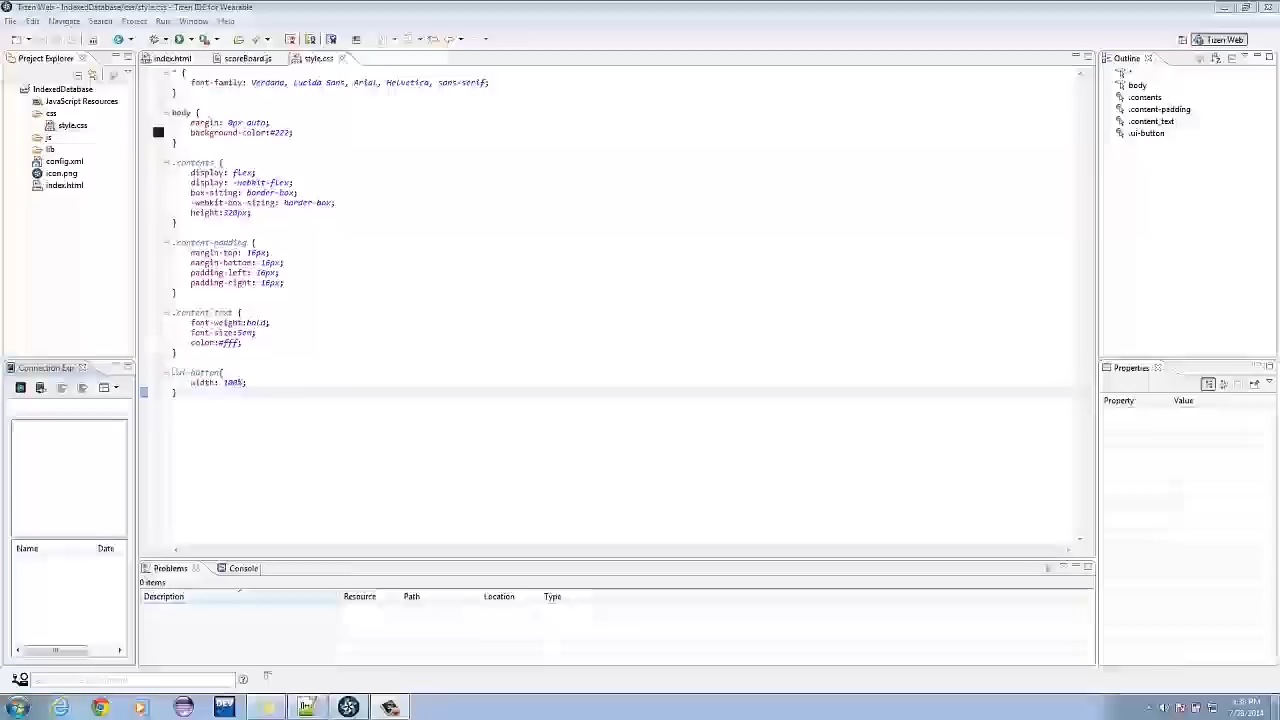 Tizen Web - IndexedDatabase/css/style.css - Tizen IDE for Wearable
File Edit Navigate Search Project Run Window Help
Tizen Web
Project Explorer
IndexedDatabase
JavaScript Resources
css
style.css
js
lib
config.xml
icon.png
index.html
index.html scoreBoard.js style.css
* {
font-family: Verdana, Lucida Sans, Arial, Helvetica, sans-serif;
}
body {
margin: 0px auto;
background-color:#222;
}
.contents {
display: flex;
display: -webkit-flex;
box-sizing: border-box;
-webkit-box-sizing: border-box;
height:320px;
}
.content-padding {
margin-top: 16px;
margin-bottom: 16px;
padding-left: 16px;
padding-right: 16px;
}
.content_text {
font-weight:bold;
font-size:5em;
color:#fff;
}
.ui-button{
width: 100%;
}
Outline
*
body
.contents
.content-padding
.content_text
.ui-button
Connection Exp
Name Date
Properties
Property Value
Problems Console
0 items
Description Resource Path Location Type
DEV
7/28/2014